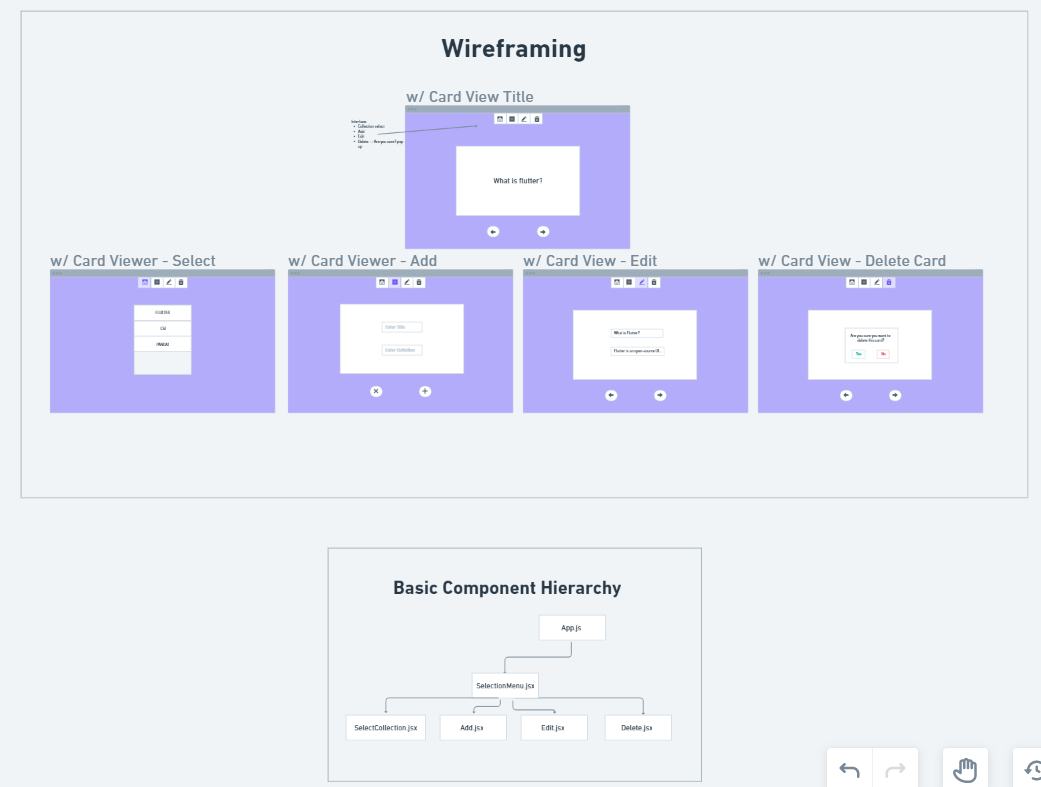 Wireframing
w/ Card View Title
Interface:
Collection select
Add
Edit
Delete - Are you sure? pop
up
What is flutter?
w/ Card Viewer - Select
w/ Card Viewer - Add
w/ Card View - Edit
w/ Card View - Delete Card
FLUTTER
Enter Title
Enter Definition
What is Flutter?
Flutter is an open-source UI...
Are you sure you want to
delete this card?
Yes
No
Basic Component Hierarchy
App.js
SelectionMenu.jsx
SelectCollection.jsx
Add.jsx
Edit.jsx
Delete.jsx